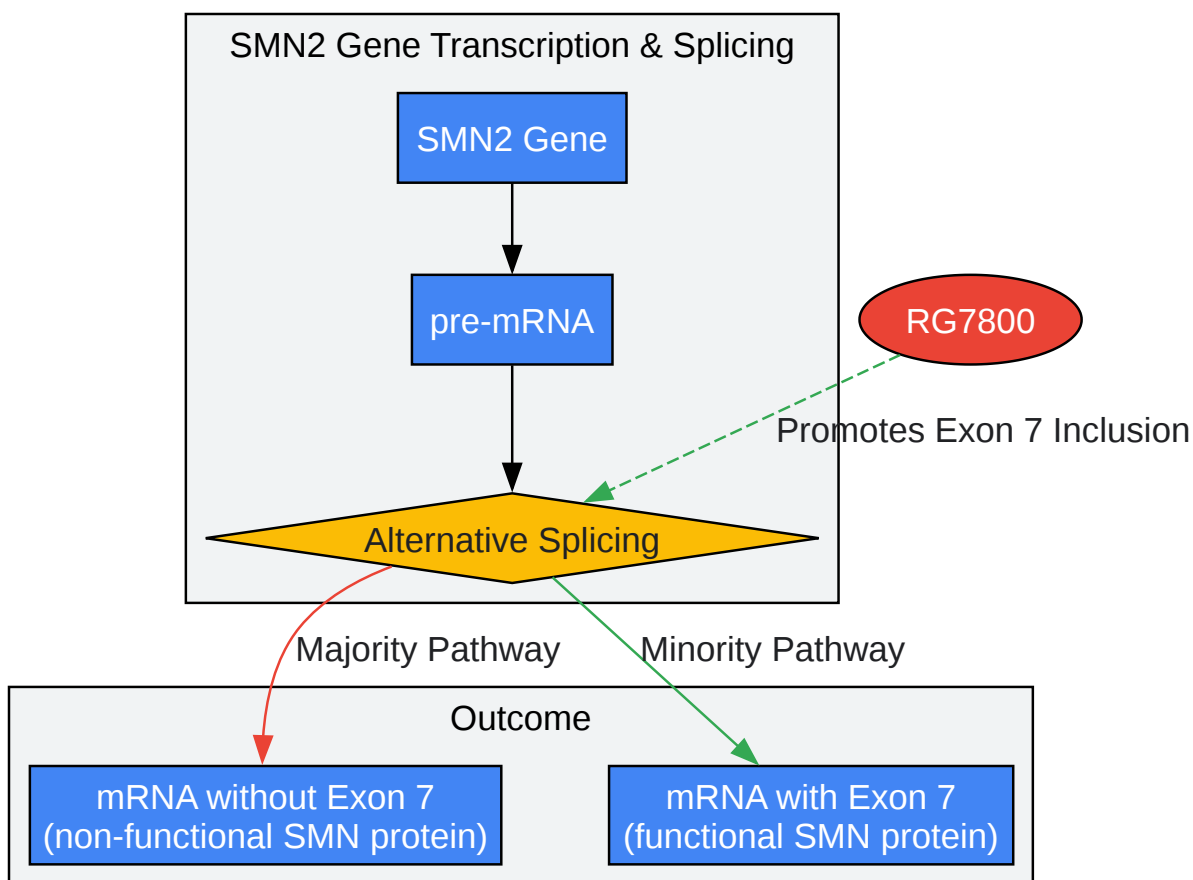 SMN2 Gene Transcription & Splicing
SMN2 Gene
pre-mRNA
RG7800
Promotes Exon 7 Inclusion
Alternative Splicing
Majority Pathway
Minority Pathway
Outcome
mRNA without Exon 7
(non-functional SMN protein)
mRNA with Exon 7
(functional SMN protein)